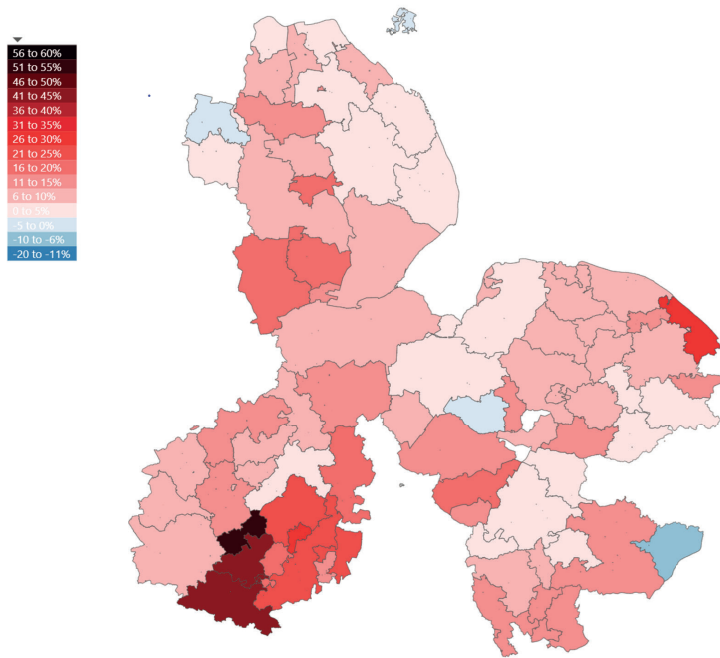 56 to 60%
51 to 55%
46 to 50%
41 to 45%
36 to 40%
31 to 35%
26 to 30%
21 to 25%
16 to 20%
11 to 15%
6 to 10%
0 to 5%
-5 to 0%
-10 to -6%
-20 to -11%